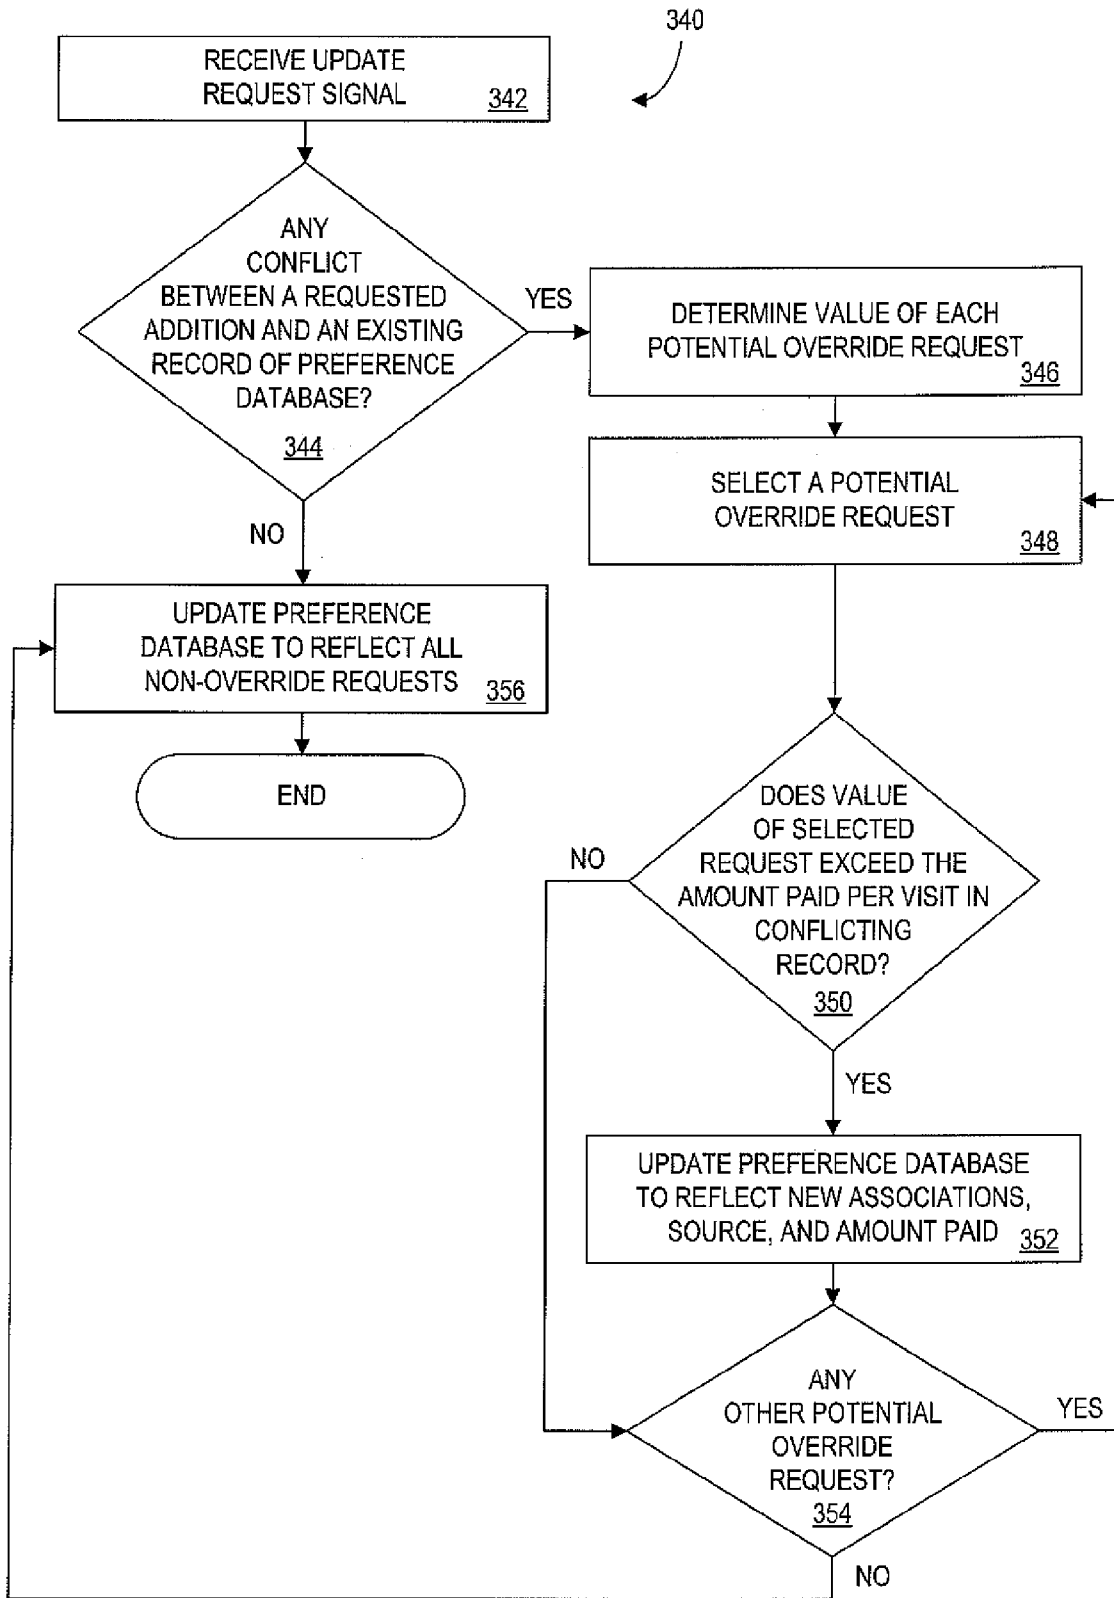 340
RECEIVE UPDATE
REQUEST SIGNAL
342
ANY
CONFLICT
BETWEEN A REQUESTED
ADDITION AND AN EXISTING
RECORD OF PREFERENCE
DATABASE?
344
YES
NO
DETERMINE VALUE OF EACH
POTENTIAL OVERRIDE REQUEST
346
SELECT A POTENTIAL
OVERRIDE REQUEST
348
UPDATE PREFERENCE
DATABASE TO REFLECT ALL
NON-OVERRIDE REQUESTS
356
END
DOES VALUE
OF SELECTED
REQUEST EXCEED THE
AMOUNT PAID PER VISIT IN
CONFLICTING
RECORD?
350
NO
YES
UPDATE PREFERENCE DATABASE
TO REFLECT NEW ASSOCIATIONS,
SOURCE, AND AMOUNT PAID
352
ANY
OTHER POTENTIAL
OVERRIDE
REQUEST?
354
YES
NO